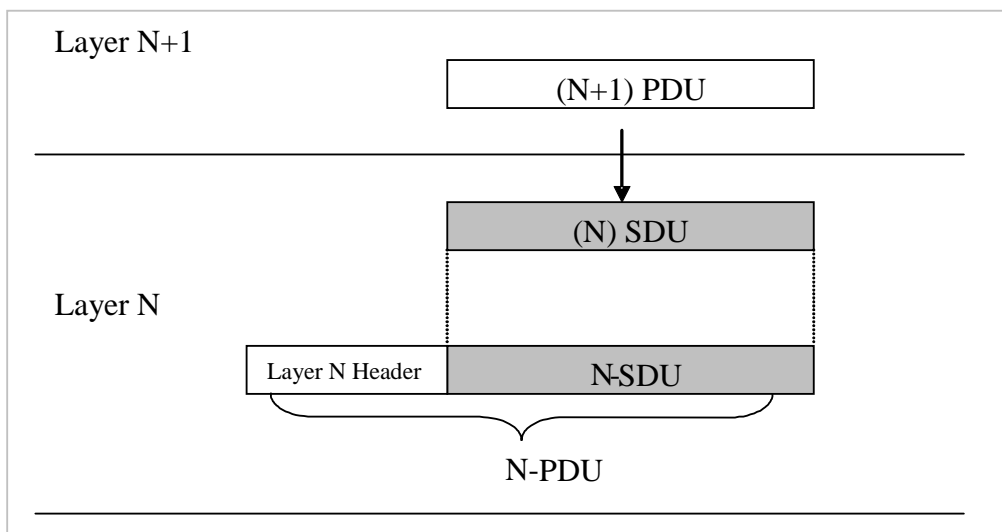 Layer N+1
(N+1) PDU
(N) SDU
Layer N
Layer N Header
N-SDU
N-PDU